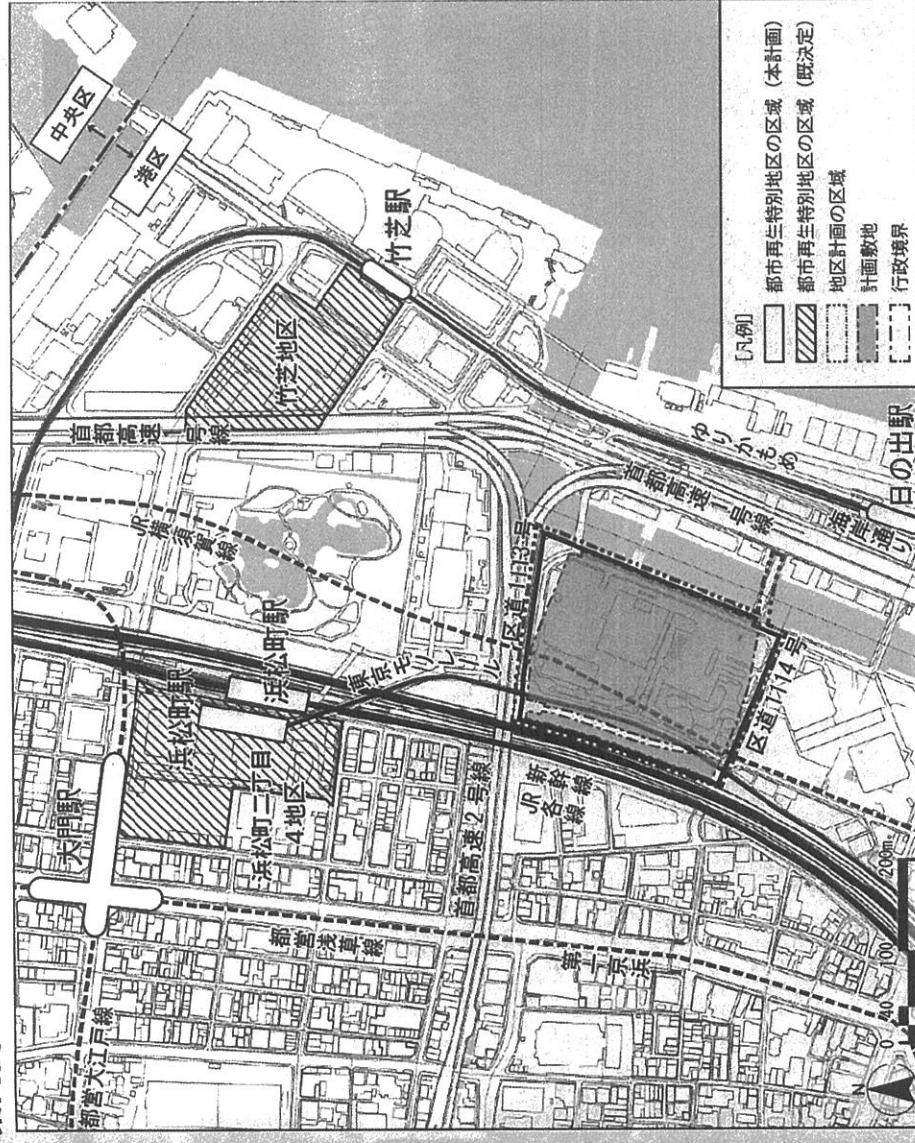 中央区
港区
竹芝駅
竹芝地区
首都高速1号線
JR横須賀線
浜松町駅
浜松町駅
大門駅
浜松町二丁目
4地区
東京モノレール
区道1113号
ゆりかもめ
首都高速1号線
海岸通り
日の出駅
区道1114号
首都高速2号線
新幹線
JR各線
都営浅草線
都営大江戸線
第一京浜
0 40 100 200m
N
[凡例]
都市再生特別地区の区域(本計画)
都市再生特別地区の区域(既決定)
地区計画の区域
計画敷地
行政境界